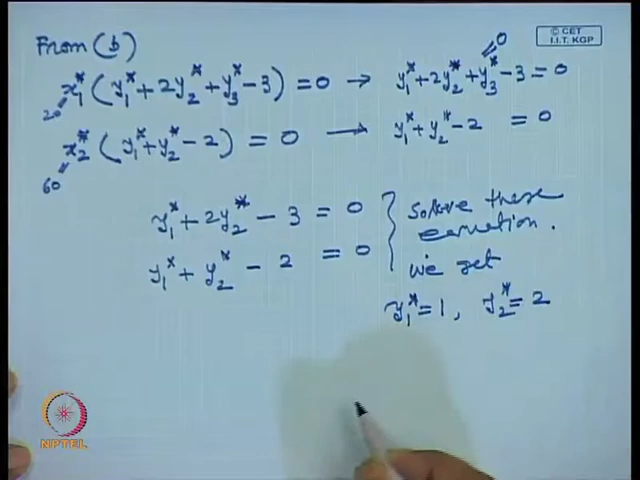 © CET
I.I.T. KGP
From (b)
x₁* (y₁* + 2y₂* + y₃* - 3) = 0 → y₁* + 2y₂* + y₃* - 3 = 0
20
0
x₂* (y₁* + y₂* - 2) = 0 → y₁* + y₂* - 2 = 0
60
y₁* + 2y₂* - 3 = 0
y₁* + y₂* - 2 = 0
Solve these
equation.
We get
y₁* = 1, y₂* = 2
NPTEL